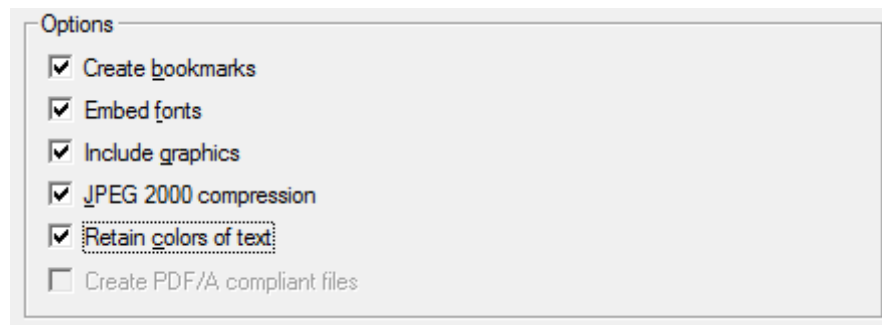 Options
Create bookmarks
Embed fonts
Include graphics
JPEG 2000 compression
Retain colors of text
Create PDF/A compliant files